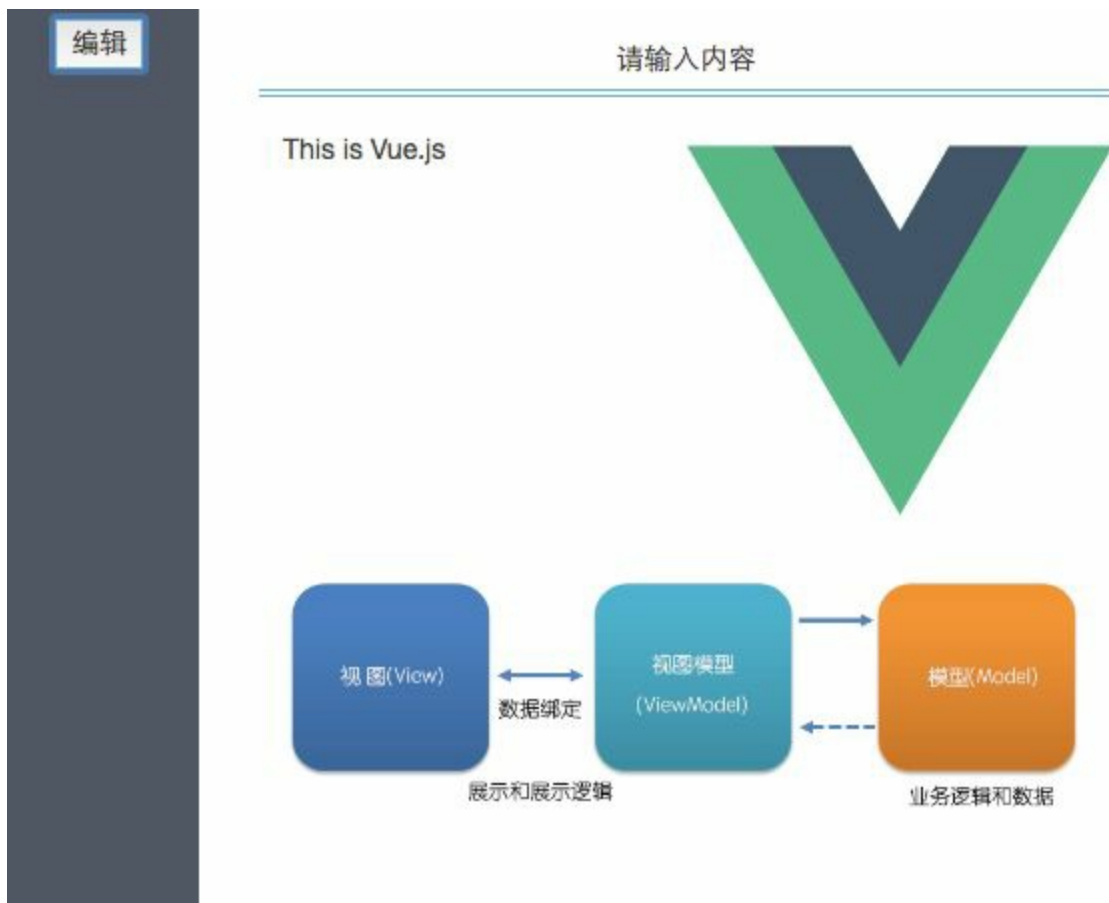 编辑
请输入内容
This is Vue.js
视 图(View)
数据绑定
视图模型
(ViewModel)
模型(Model)
展示和展示逻辑
业务逻辑和数据